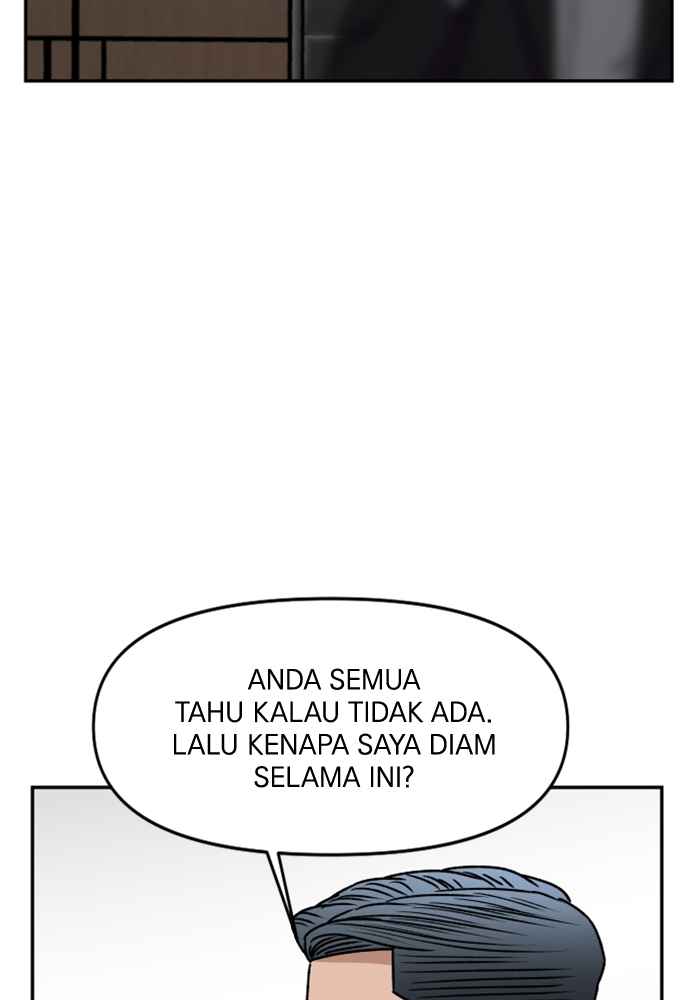 ANDA SEMUA
TAHU KALAU TIDAK ADA.
LALU KENAPA SAYA DIAM
SELAMA INI?